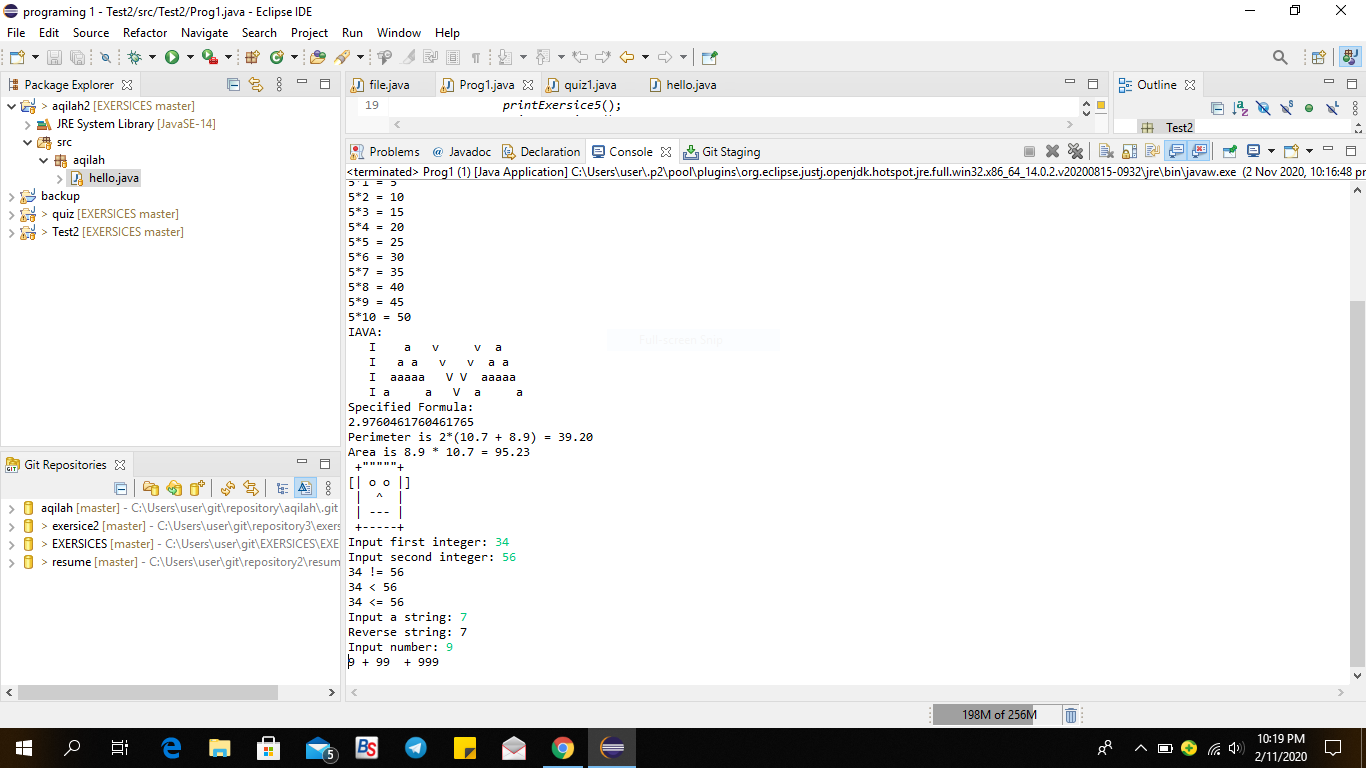 programing 1 - Test2/src/Test2/Prog1.java - Eclipse IDE
File Edit Source Refactor Navigate Search Project Run Window Help
Package Explorer
> aqilah2 [EXERSICES master]
JRE System Library [JavaSE-14]
> src
aqilah
hello.java
backup
> quiz [EXERSICES master]
> Test2 [EXERSICES master]
Git Repositories
aqilah [master] - C:\Users\user\git\repository\aqilah\.git
> exersice2 [master] - C:\Users\user\git\repository3\exers
> EXERSICES [master] - C:\Users\user\git\EXERSICES\EXE
> resume [master] - C:\Users\user\git\repository2\resum
file.java Prog1.java quiz1.java hello.java
19 printExersice5();
Outline
Test2
Problems @ Javadoc Declaration Console Git Staging
<terminated> Prog1 (1) [Java Application] C:\Users\user\.p2\pool\plugins\org.eclipse.justj.openjdk.hotspot.jre.full.win32.x86_64_14.0.2.v20200815-0932\jre\bin\javaw.exe (2 Nov 2020, 10:16:48 pr
5*1 = 5
5*2 = 10
5*3 = 15
5*4 = 20
5*5 = 25
5*6 = 30
5*7 = 35
5*8 = 40
5*9 = 45
5*10 = 50
IAVA:
   I    a   v     v  a
   I   a a   v   v  a a
   I  aaaaa   V V  aaaaa
   I a     a   V  a     a
Specified Formula:
2.9760461760461765
Perimeter is 2*(10.7 + 8.9) = 39.20
Area is 8.9 * 10.7 = 95.23
 +"""""+
[| o o |]
 |  ^  |
 | --- |
 +-----+
Input first integer: 34
Input second integer: 56
34 != 56
34 < 56
34 <= 56
Input a string: 7
Reverse string: 7
Input number: 9
9 + 99  + 999
Full-screen Snip
198M of 256M
5
BS
10:19 PM
2/11/2020